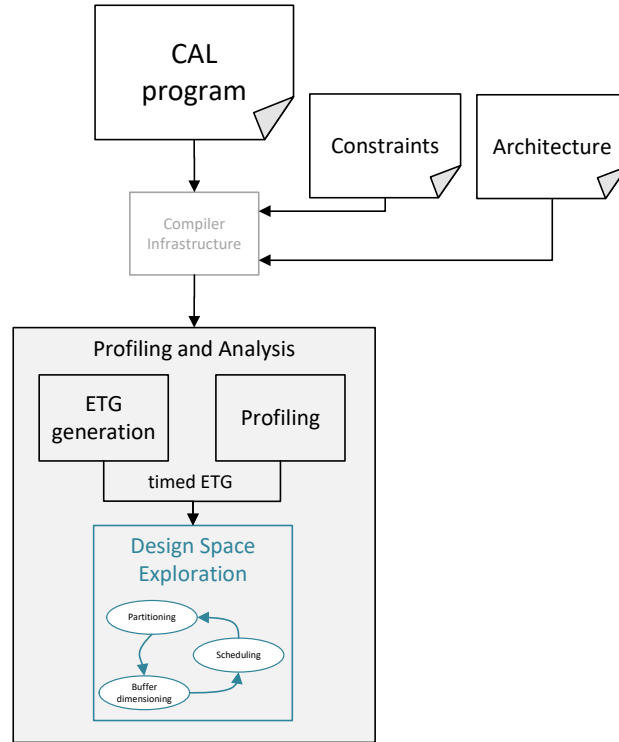 CAL
program
Constraints
Architecture
Compiler
Infrastructure
Profiling and Analysis
ETG
generation
Profiling
timed ETG
Design Space
Exploration
Partitioning
Scheduling
Buffer
dimensioning